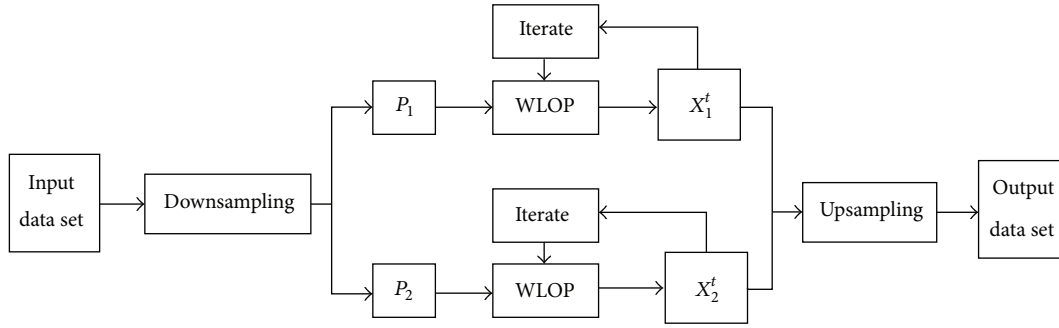 Iterate
P₁
WLOP
X₁ᵗ
Input
data set
Downsampling
Upsampling
Output
data set
Iterate
P₂
WLOP
X₂ᵗ